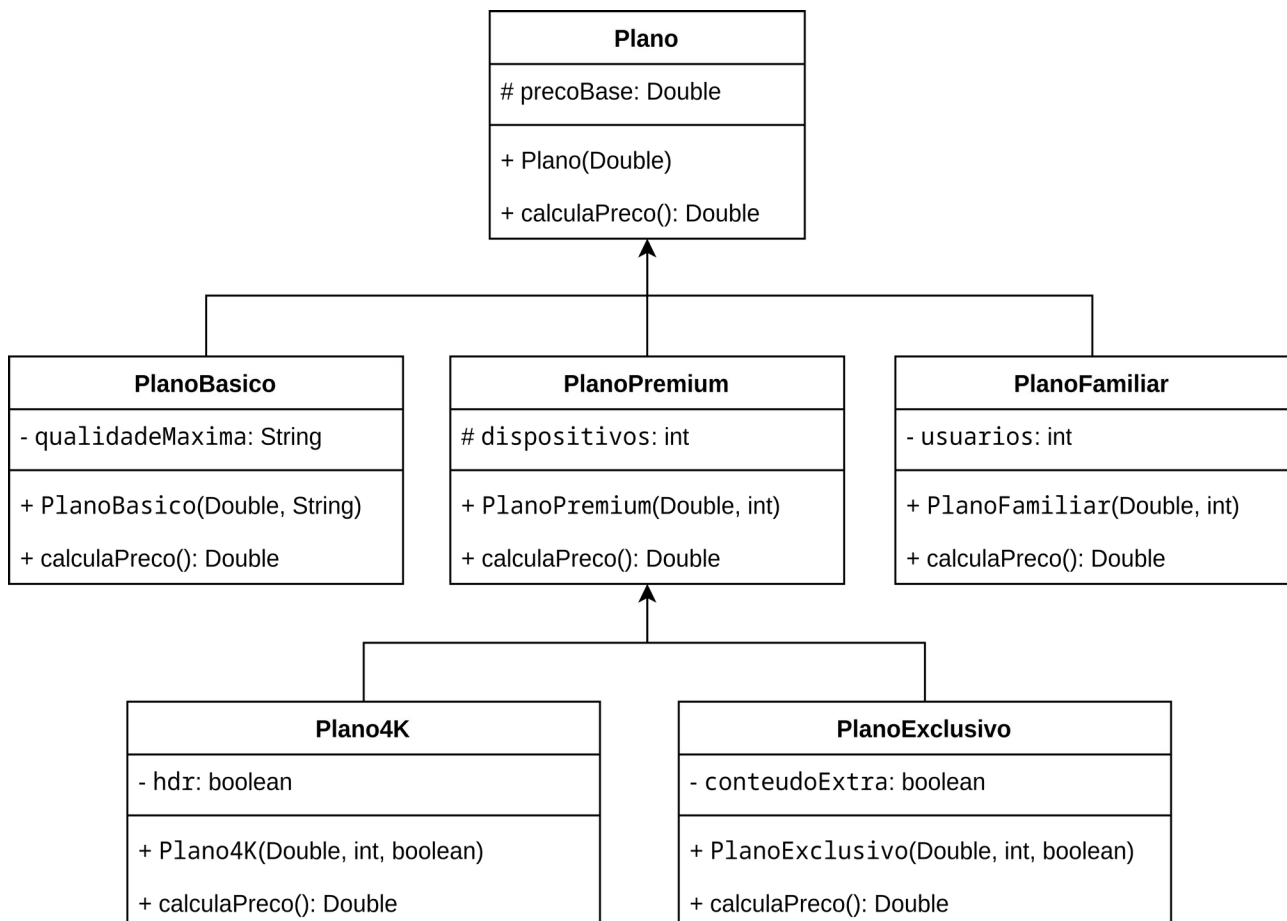 Plano
# precoBase: Double
+ Plano(Double)
+ calculaPreco(): Double
PlanoBasico
- qualidadeMaxima: String
+ PlanoBasico(Double, String)
+ calculaPreco(): Double
PlanoPremium
# dispositivos: int
+ PlanoPremium(Double, int)
+ calculaPreco(): Double
PlanoFamiliar
- usuarios: int
+ PlanoFamiliar(Double, int)
+ calculaPreco(): Double
Plano4K
- hdr: boolean
+ Plano4K(Double, int, boolean)
+ calculaPreco(): Double
PlanoExclusivo
- conteudoExtra: boolean
+ PlanoExclusivo(Double, int, boolean)
+ calculaPreco(): Double